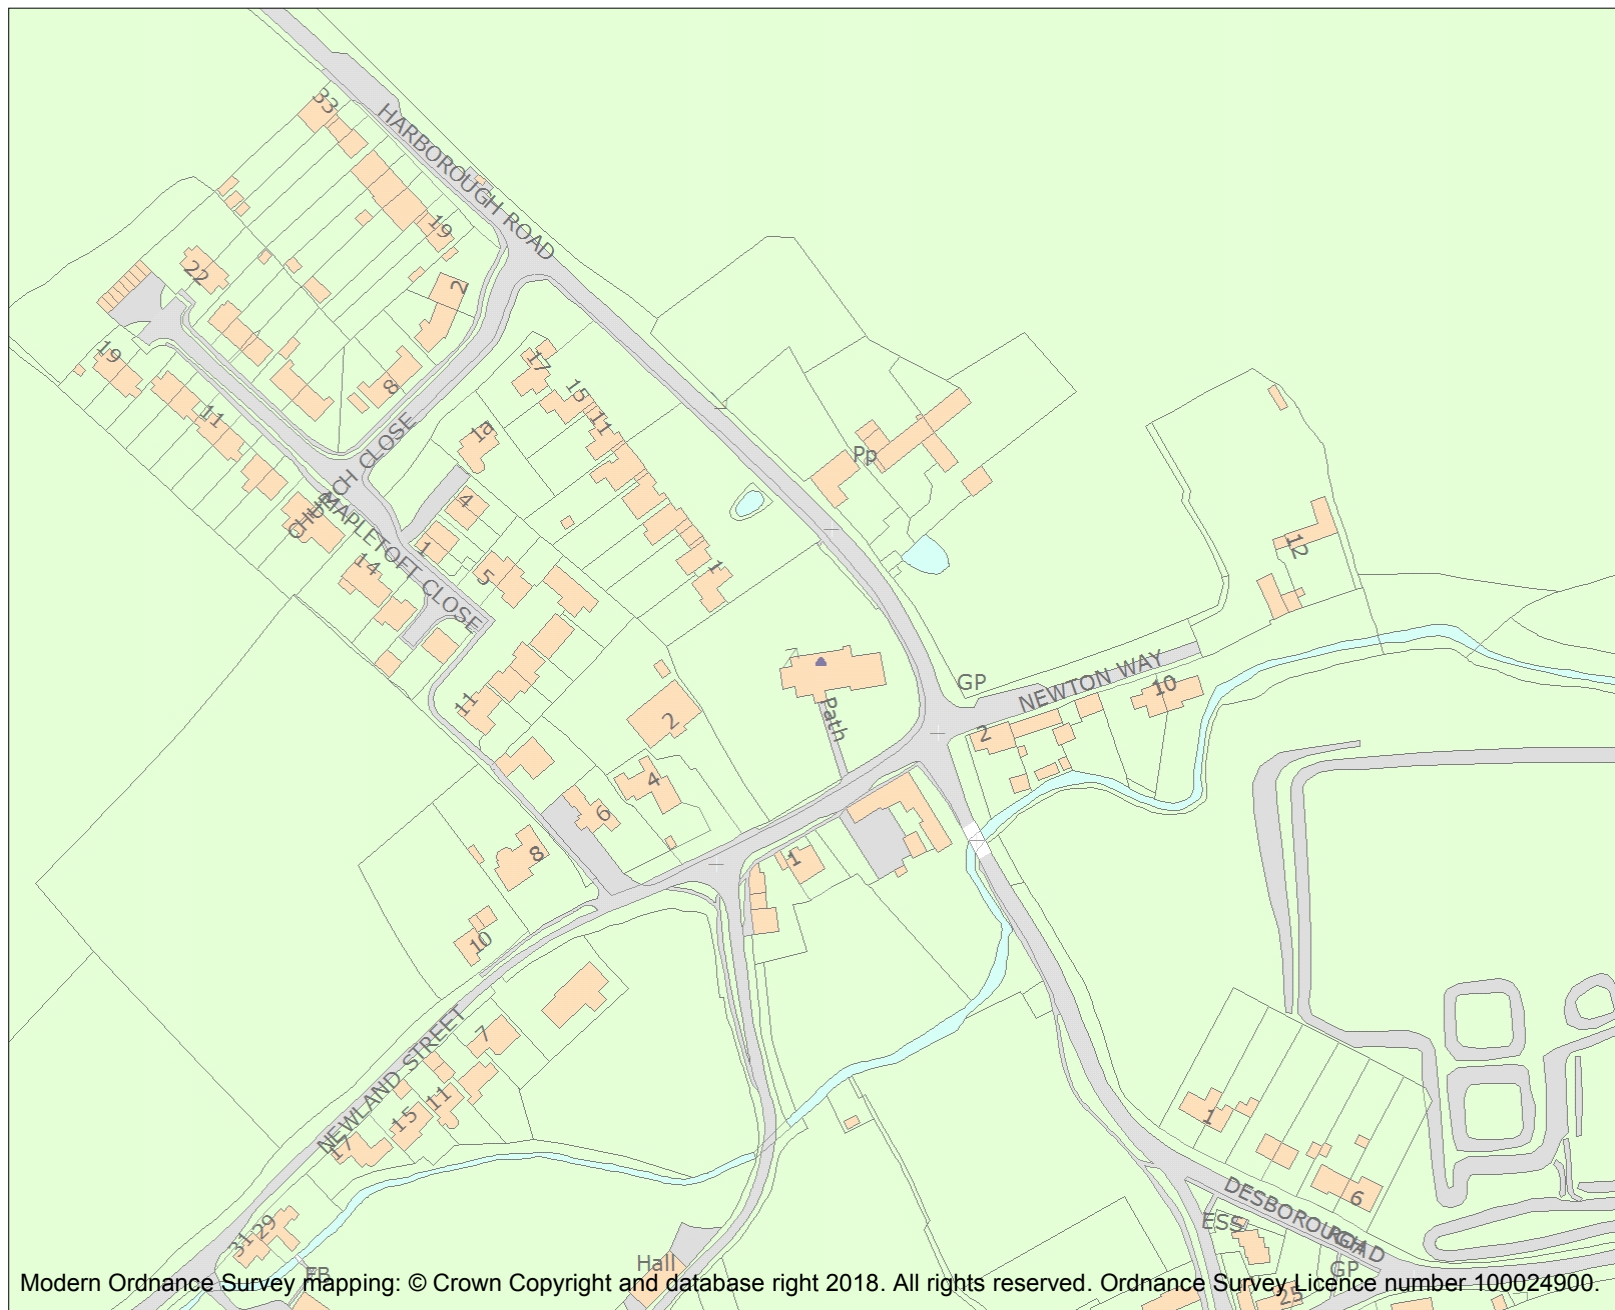 33
HARBOROUGH ROAD
19
22
2
17
8
19
15
11
11
19
Pp
CHURCH CLOSE
4
MAPLETOFT CLOSE
1
12
14
5
1
GP
NEWTON WAY
10
11
2
Path
2
4
6
1
8
10
NEWLAND STREET
7
11
15
17
1
6
DESBOROUGH
ROAD
ESS
29
31
Hall
GP
FB
25
Modern Ordnance Survey mapping: © Crown Copyright and database right 2018. All rights reserved. Ordnance Survey Licence number 100024900.